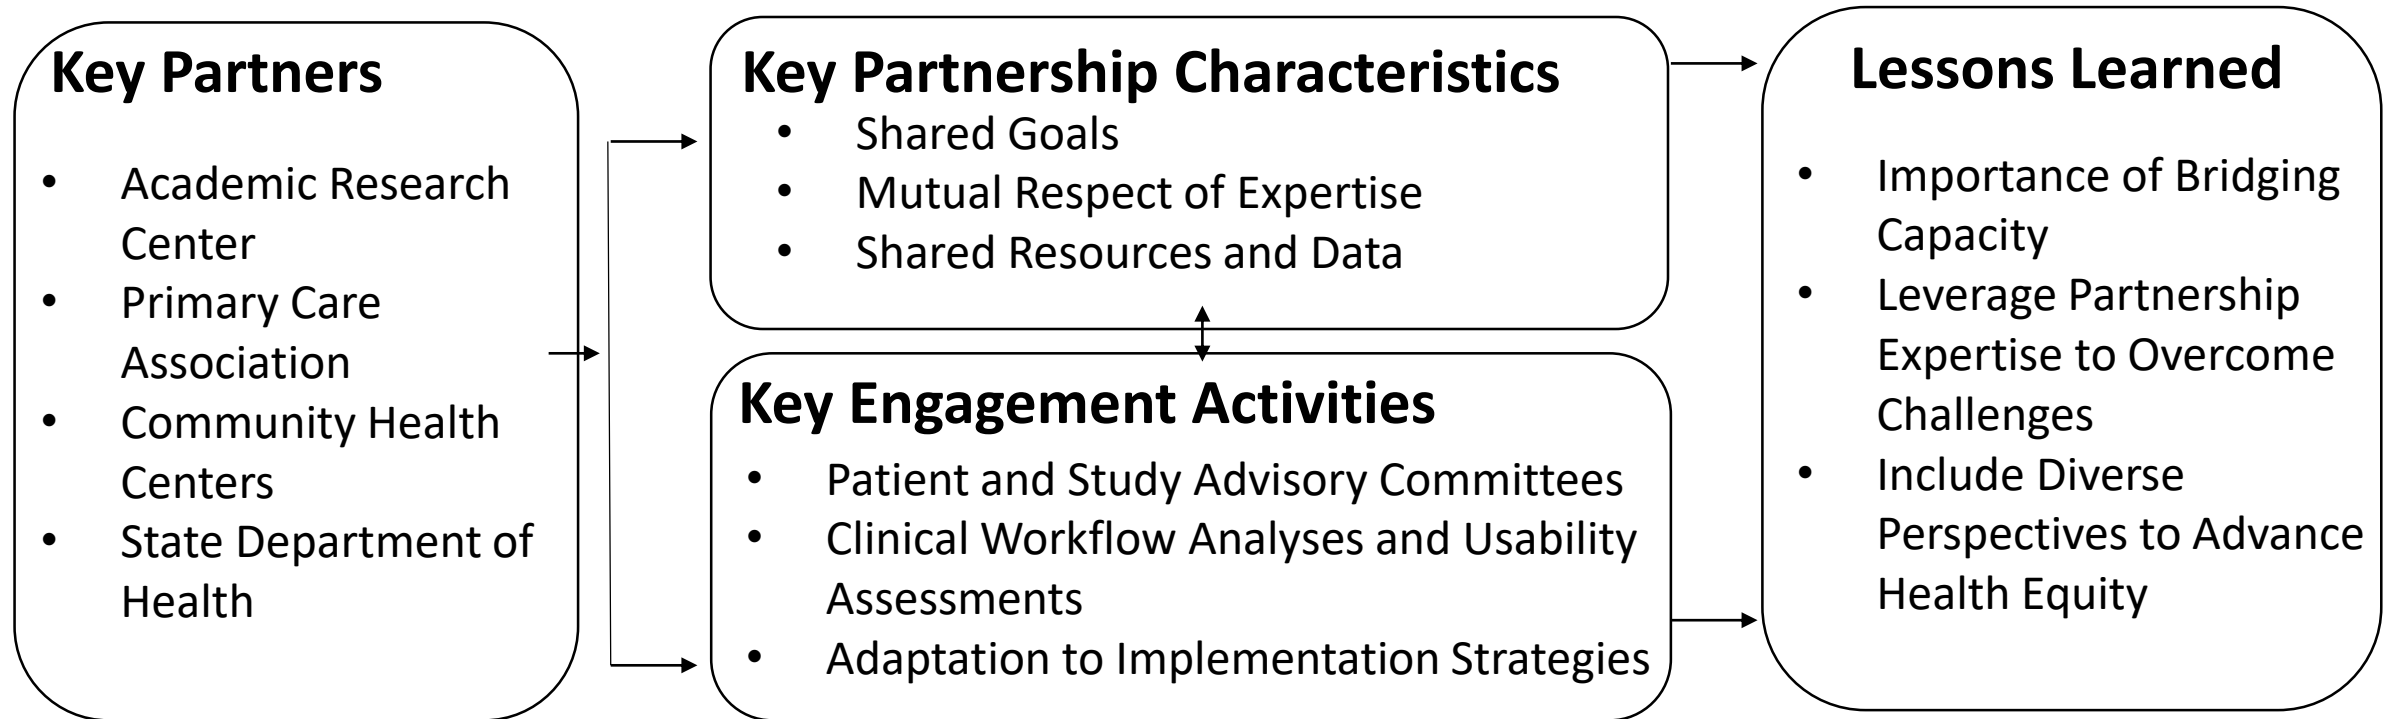 Key Partners
• Academic Research
Center
• Primary Care
Association
• Community Health
Centers
• State Department of
Health
Key Partnership Characteristics
• Shared Goals
• Mutual Respect of Expertise
• Shared Resources and Data
Key Engagement Activities
• Patient and Study Advisory Committees
• Clinical Workflow Analyses and Usability
Assessments
• Adaptation to Implementation Strategies
Lessons Learned
• Importance of Bridging
Capacity
• Leverage Partnership
Expertise to Overcome
Challenges
• Include Diverse
Perspectives to Advance
Health Equity